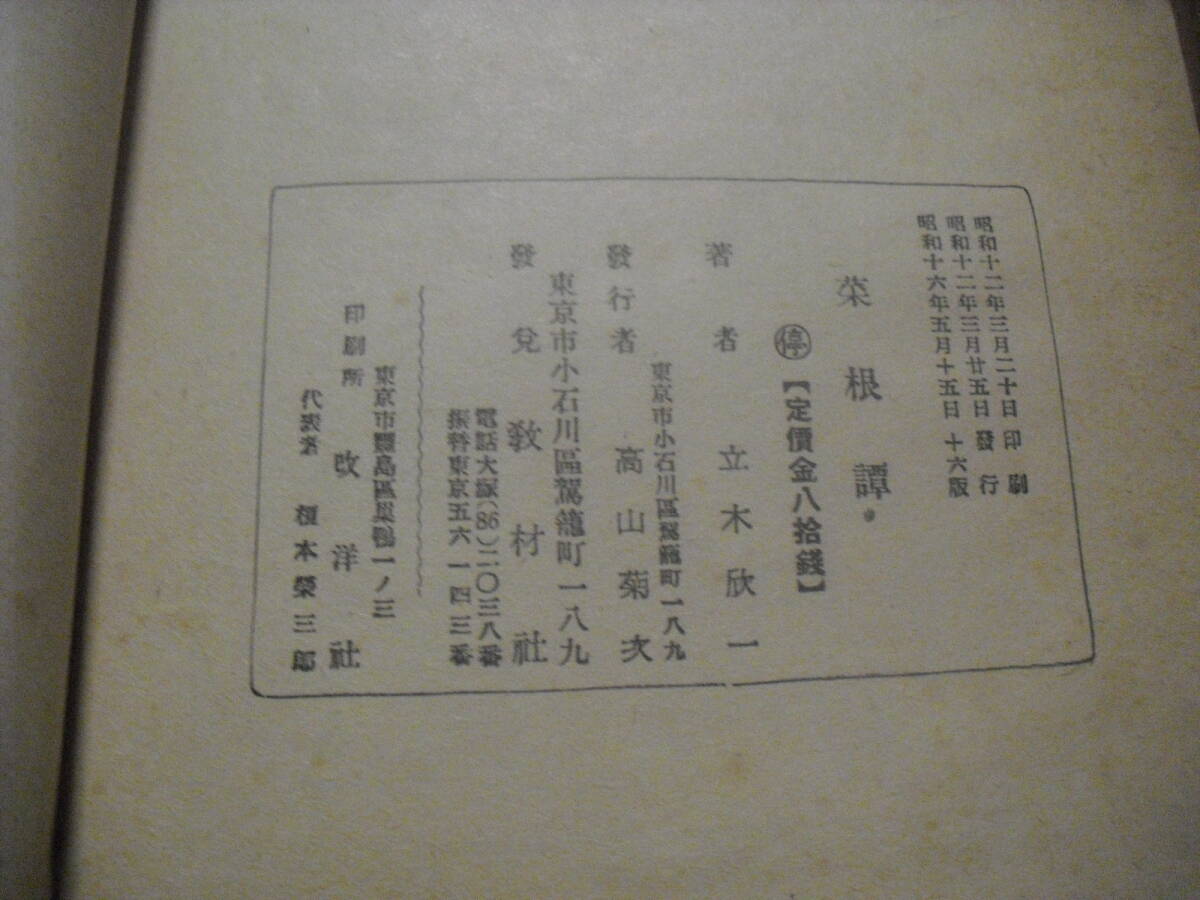 昭和十二年三月二十日印刷
昭和十二年三月廿五日發行
昭和十六年五月十五日十六版
菜根譚
停【定價金八拾錢】
著者 立木欣一
東京市小石川區駕籠町一八九
發行者 高山菊次
東京市小石川區駕籠町一八九
發兌 敎材社
電話大塚(86)二〇三八番
振替東京五六一四三番
東京市豐島區巢鴨一ノ三
印刷所 改洋社
代表者 榎本榮三郎